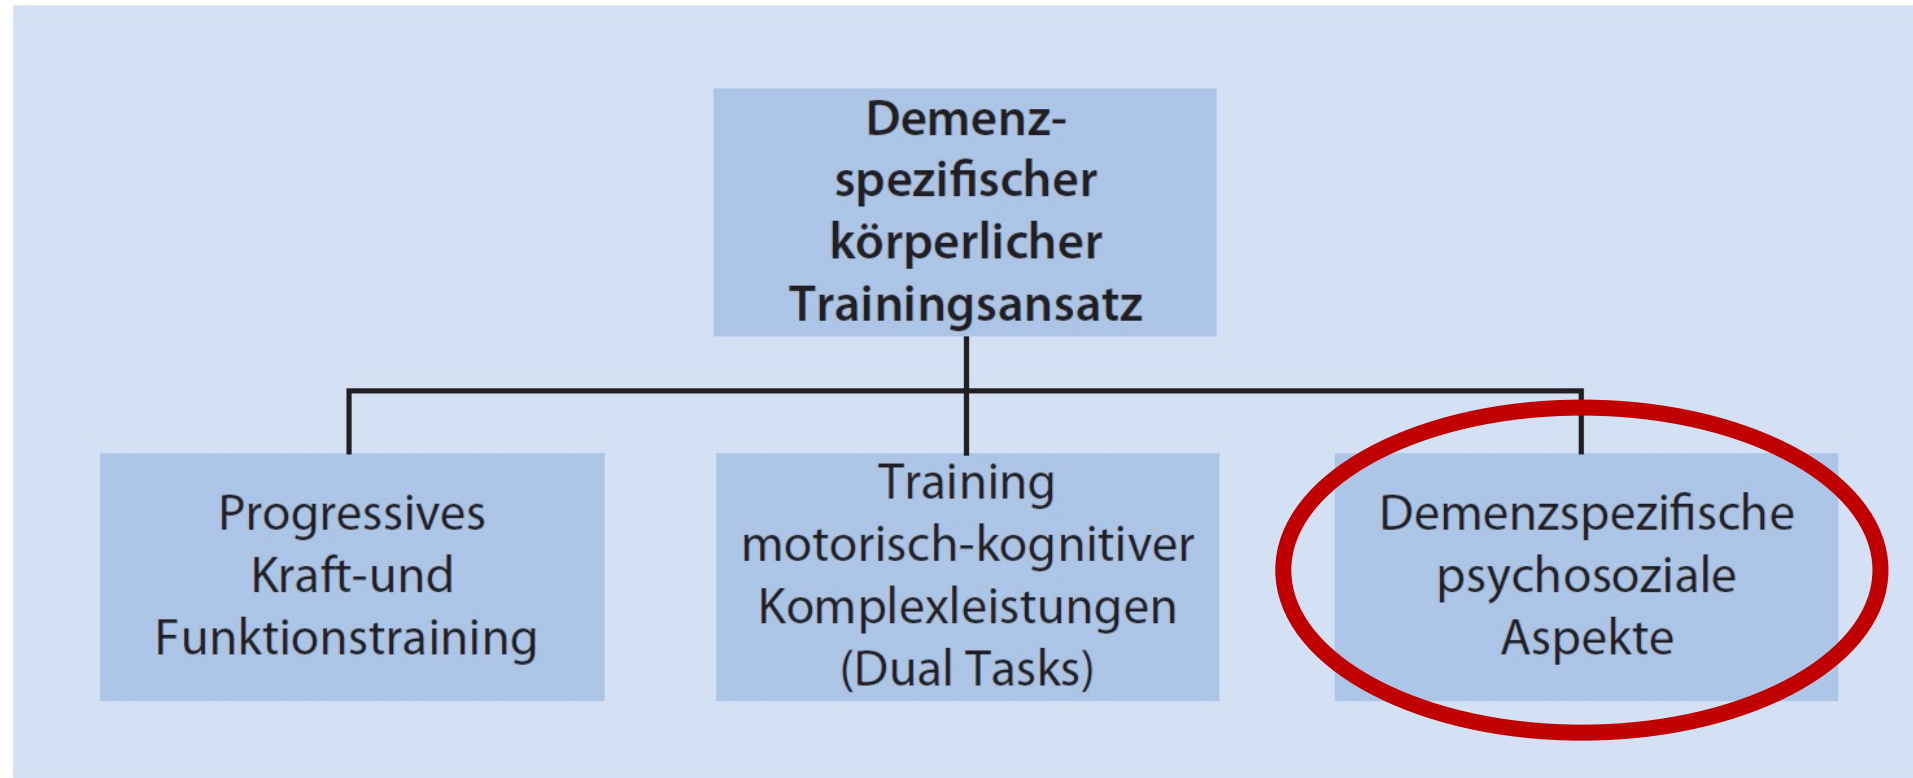 Demenz-
spezifischer
körperlicher
Trainingsansatz
Progressives
Kraft-und
Funktionstraining
Training
motorisch-kognitiver
Komplexleistungen
(Dual Tasks)
Demenzspezifische
psychosoziale
Aspekte